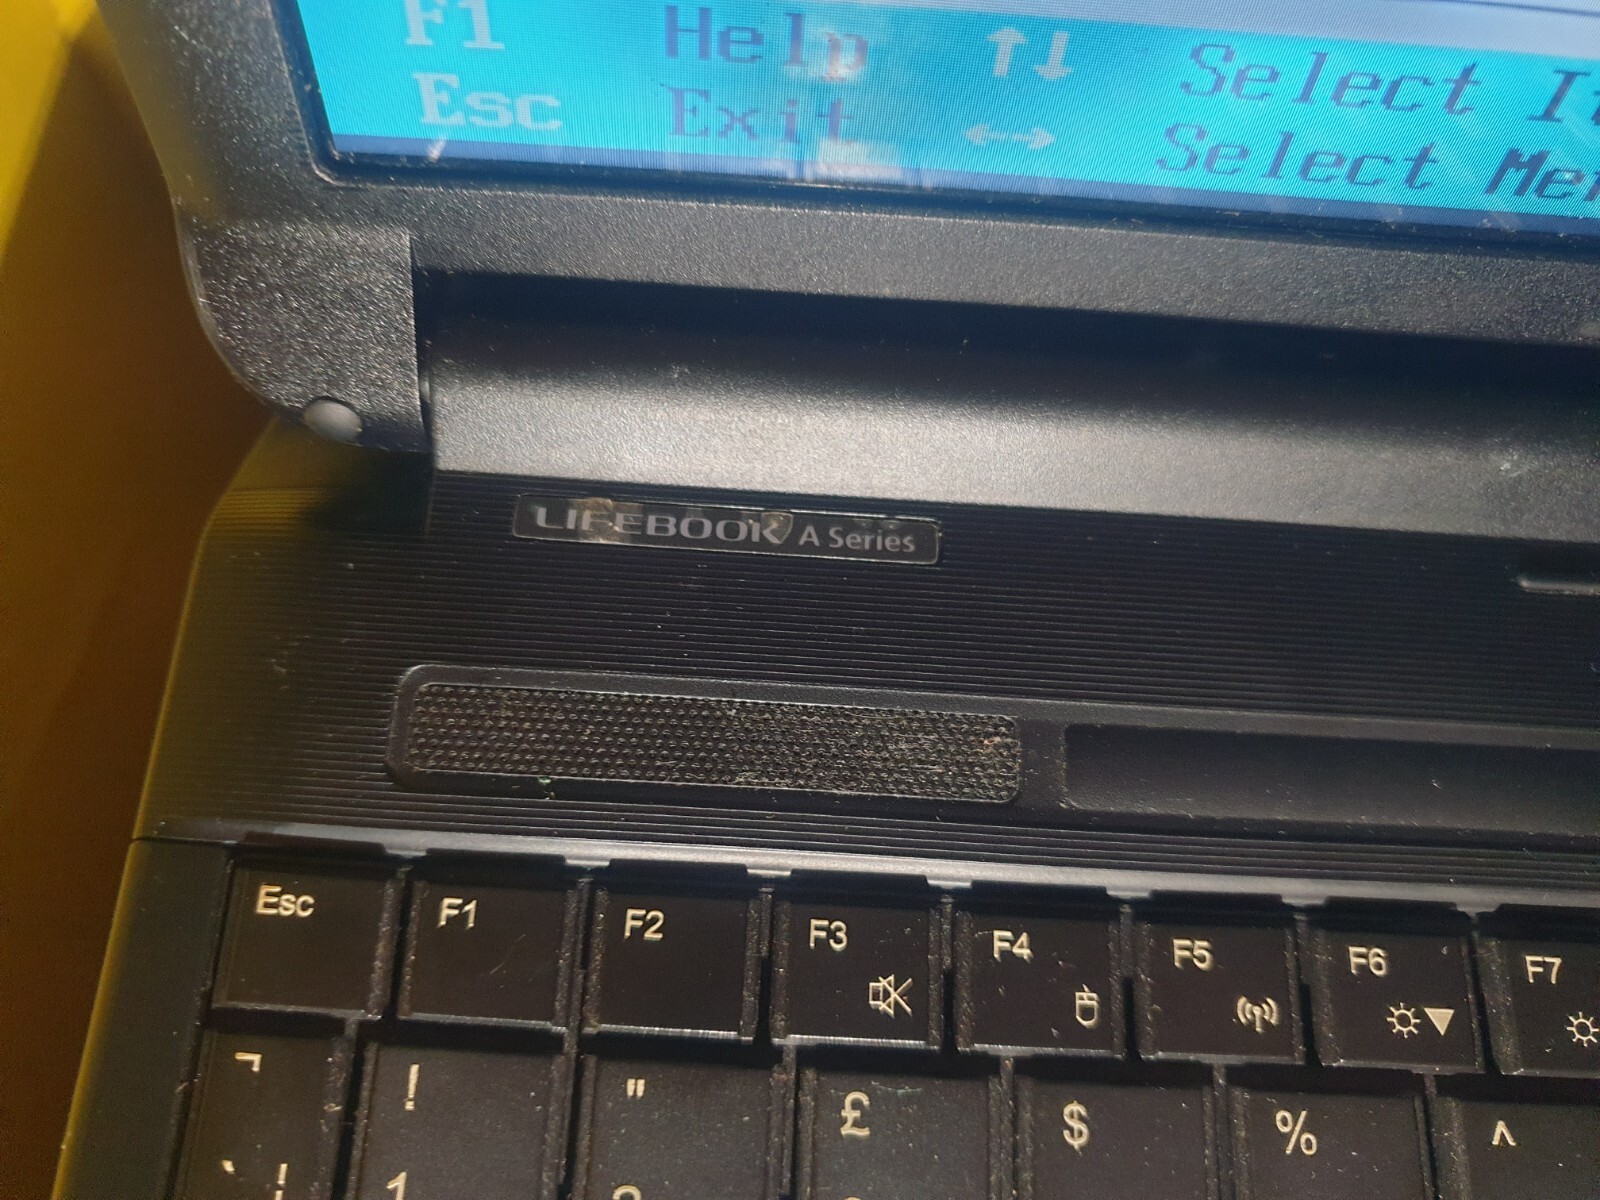 F1 Help ↑↓ Select
Esc Exit ←→ Select
LIFEBOOK A Series
Esc F1 F2 F3 F4 F5 F6 F7
¬ ! " £ $ % ^
` ¦ 1